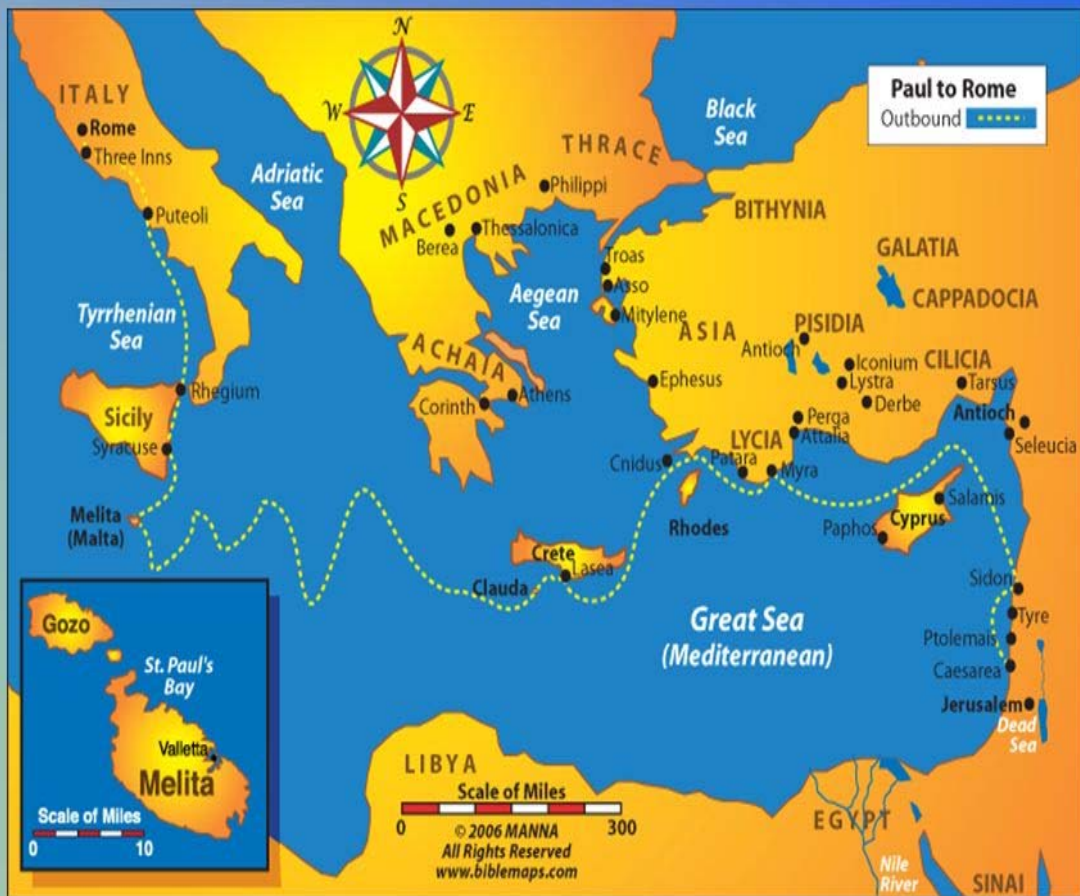 N
W
E
S
Paul to Rome
Outbound
ITALY
Rome
Three Inns
Puteoli
Adriatic
Sea
Black
Sea
THRACE
MACEDONIA
Philippi
Thessalonica
Berea
BITHYNIA
GALATIA
CAPPADOCIA
Troas
Asso
Mitylene
Aegean
Sea
Tyrrhenian
Sea
ASIA
PISIDIA
Antioch
Iconium
CILICIA
Lystra
Tarsus
Derbe
ACHAIA
Athens
Corinth
Ephesus
Rhegium
Sicily
Syracuse
Perga
Attalia
Antioch
Seleucia
LYCIA
Cnidus
Patara
Myra
Salamis
Cyprus
Paphos
Rhodes
Melita
(Malta)
Crete
Lasea
Clauda
Sidon
Tyre
Ptolemais
Caesarea
Jerusalem
Dead
Sea
Great Sea
(Mediterranean)
Gozo
St. Paul's
Bay
Valletta
Melita
Scale of Miles
0 10
LIBYA
Scale of Miles
0 300
© 2006 MANNA
All Rights Reserved
www.biblemaps.com
EGYPT
Nile
River
SINAI